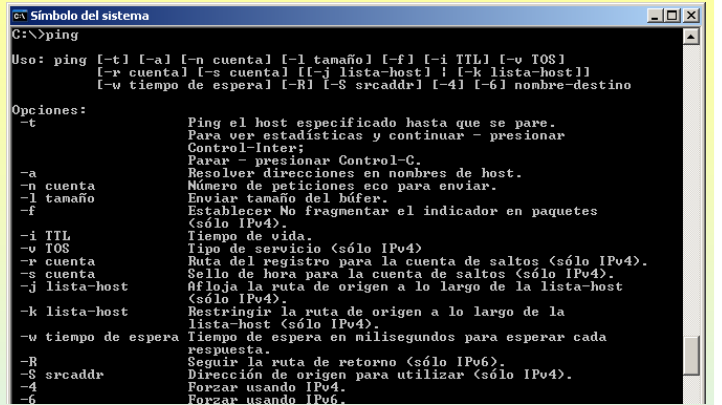 Símbolo del sistema
C:\>ping
Uso: ping [-t] [-a] [-n cuenta] [-l tamaño] [-f] [-i TTL] [-v TOS]
[-r cuenta] [-s cuenta] [[-j lista-host] ¦ [-k lista-host]]
[-w tiempo de espera] [-R] [-S srcaddr] [-4] [-6] nombre-destino
Opciones:
-t Ping el host especificado hasta que se pare.
Para ver estadísticas y continuar - presionar
Control-Inter;
Parar - presionar Control-C.
-a Resolver direcciones en nombres de host.
-n cuenta Número de peticiones eco para enviar.
-l tamaño Enviar tamaño del búfer.
-f Establecer No fragmentar el indicador en paquetes
(sólo IPv4).
-i TTL Tiempo de vida.
-v TOS Tipo de servicio (sólo IPv4)
-r cuenta Ruta del registro para la cuenta de saltos (sólo IPv4).
-s cuenta Sello de hora para la cuenta de saltos (sólo IPv4).
-j lista-host Afloja la ruta de origen a lo largo de la lista-host
(sólo IPv4).
-k lista-host Restringir la ruta de origen a lo largo de la
lista-host (sólo IPv4).
-w tiempo de espera Tiempo de espera en milisegundos para esperar cada
respuesta.
-R Seguir la ruta de retorno (sólo IPv6).
-S srcaddr Dirección de origen para utilizar (sólo IPv4).
-4 Forzar usando IPv4.
-6 Forzar usando IPv6.